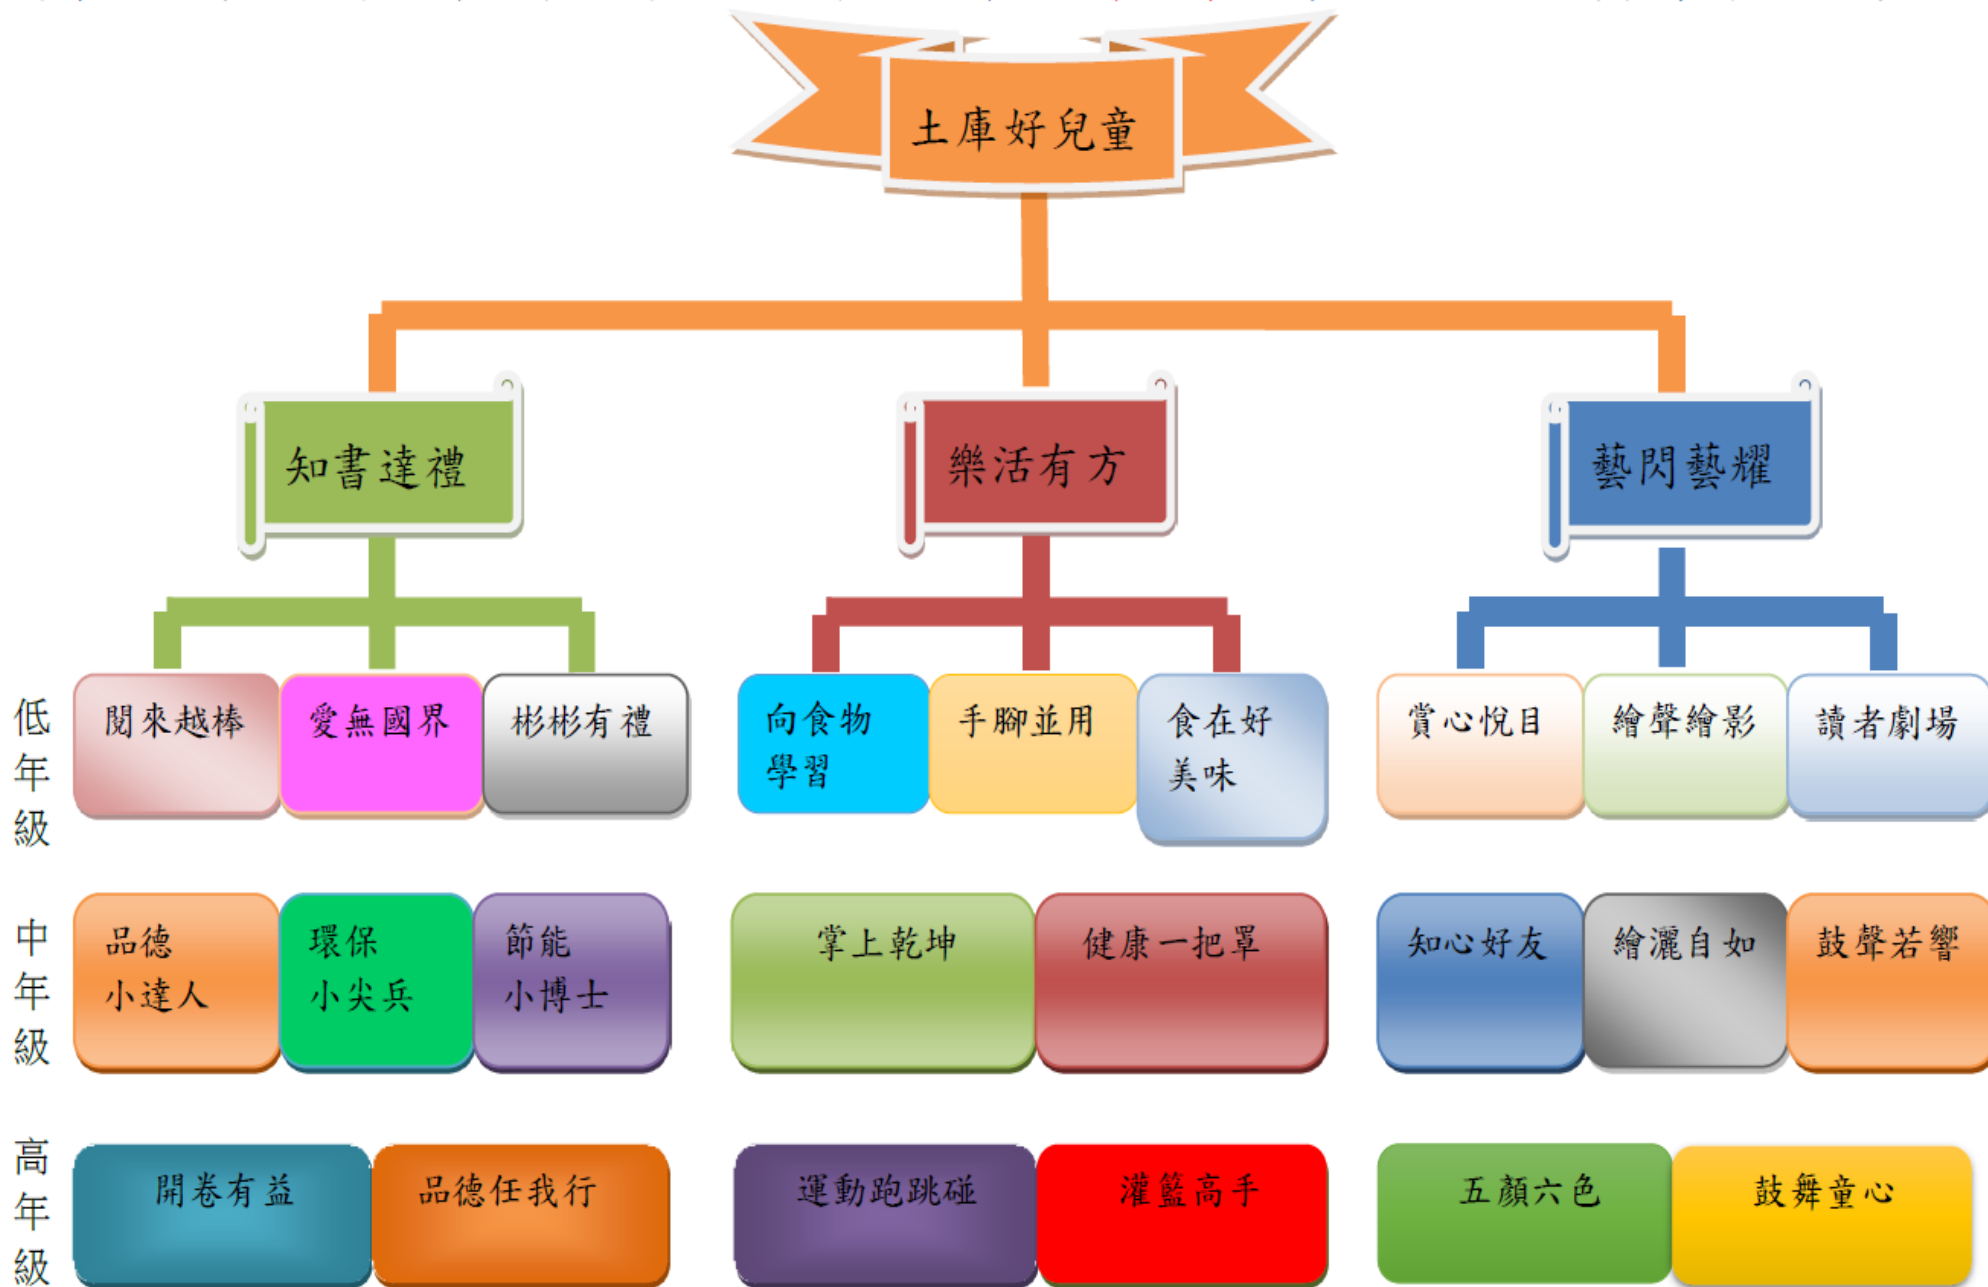 土庫好兒童
知書達禮
樂活有方
藝閃藝耀
低年級
閱來越棒
愛無國界
彬彬有禮
向食物
學習
手腳並用
食在好
美味
賞心悅目
繪聲繪影
讀者劇場
中年級
品德
小達人
環保
小尖兵
節能
小博士
掌上乾坤
健康一把罩
知心好友
繪灑自如
鼓聲若響
高年級
開卷有益
品德任我行
運動跑跳碰
灌籃高手
五顏六色
鼓舞童心